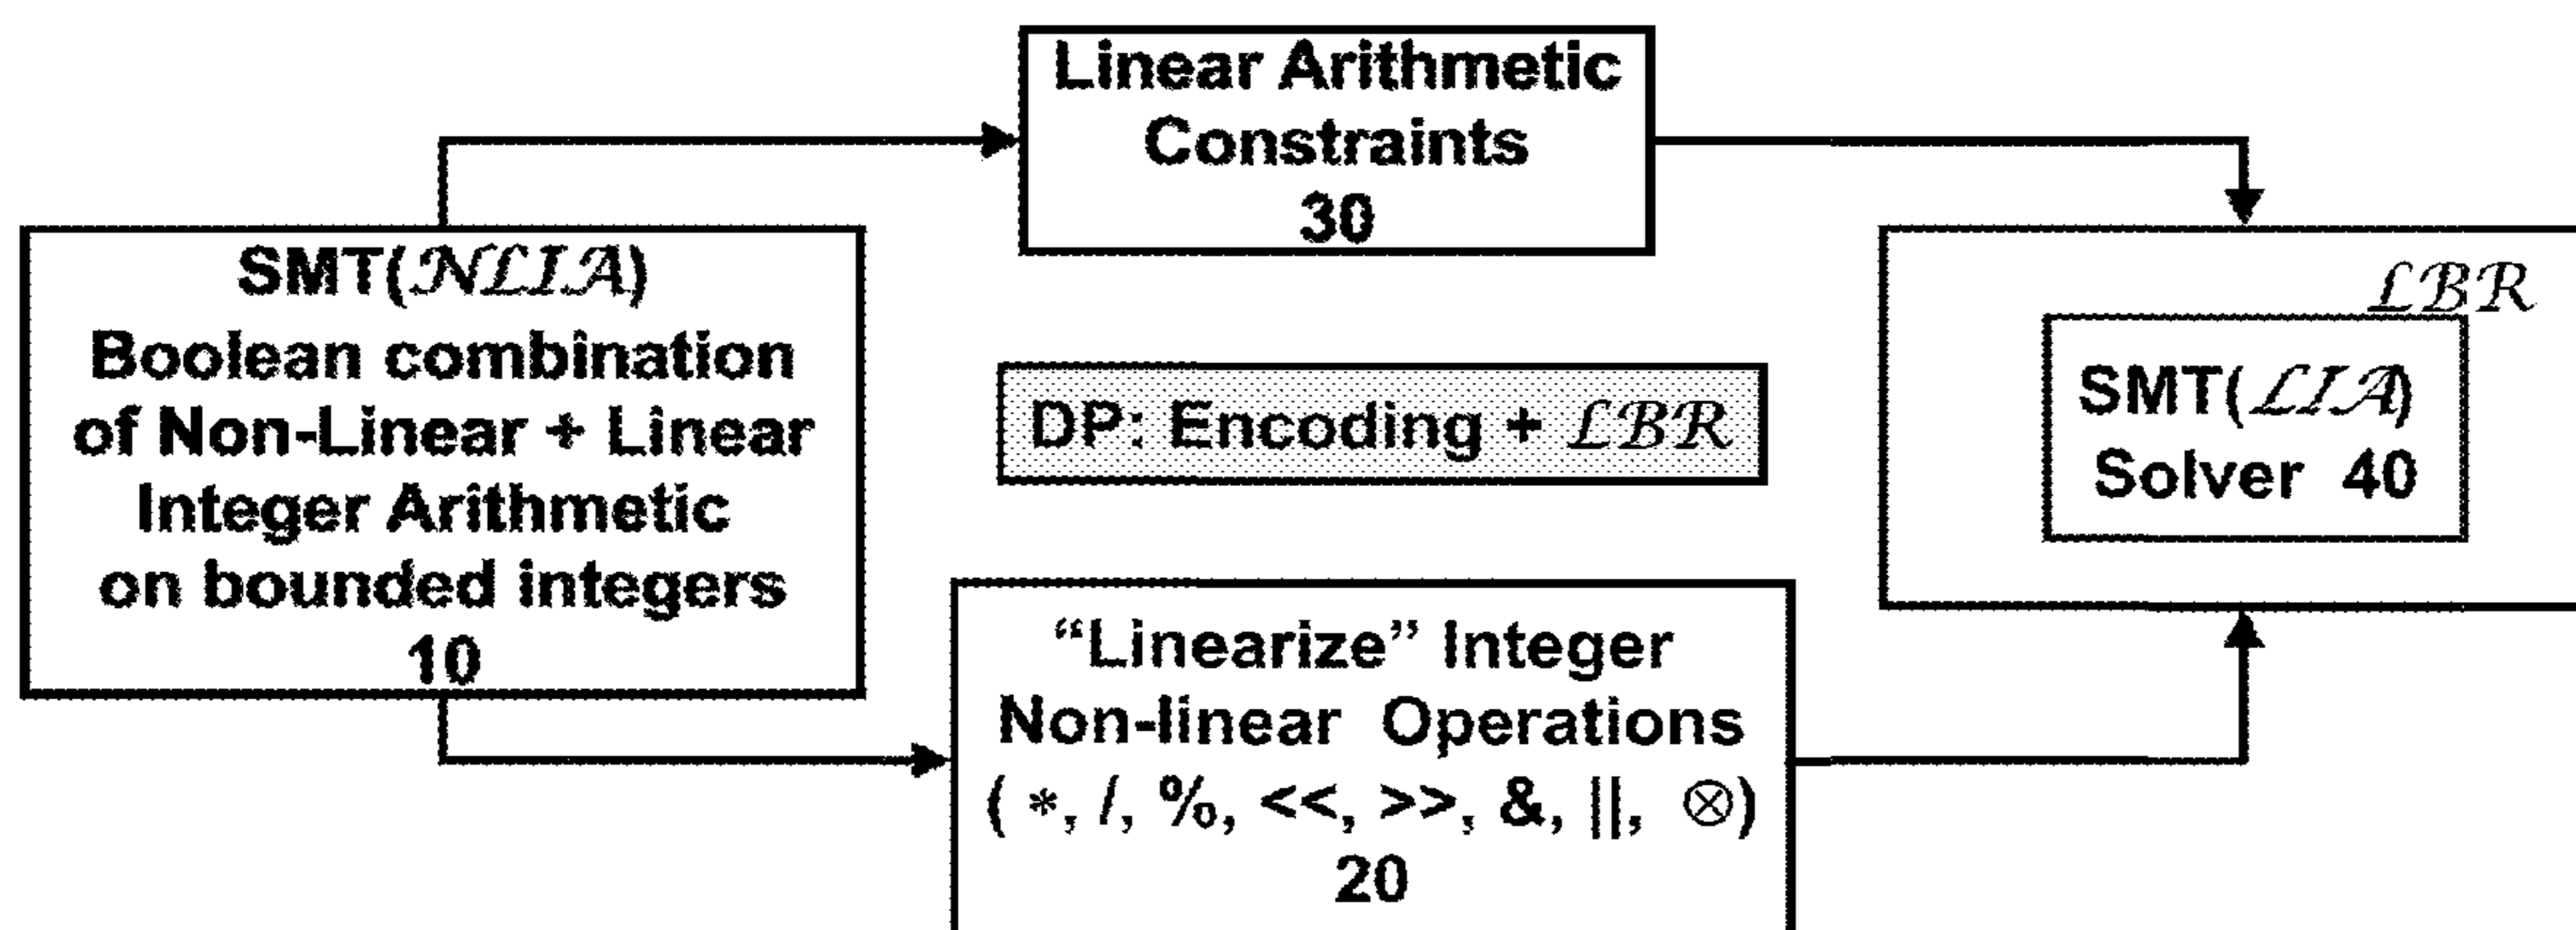 Linear Arithmetic
Constraints
30
SMT(𝒩ℒℐ𝒜)
Boolean combination
of Non-Linear + Linear
Integer Arithmetic
on bounded integers
10
DP: Encoding + ℒℬℛ
ℒℬℛ
SMT(ℒℐ𝒜)
Solver 40
“Linearize” Integer
Non-linear Operations
( *, /, %, <<, >>, &, ||, ⊗)
20